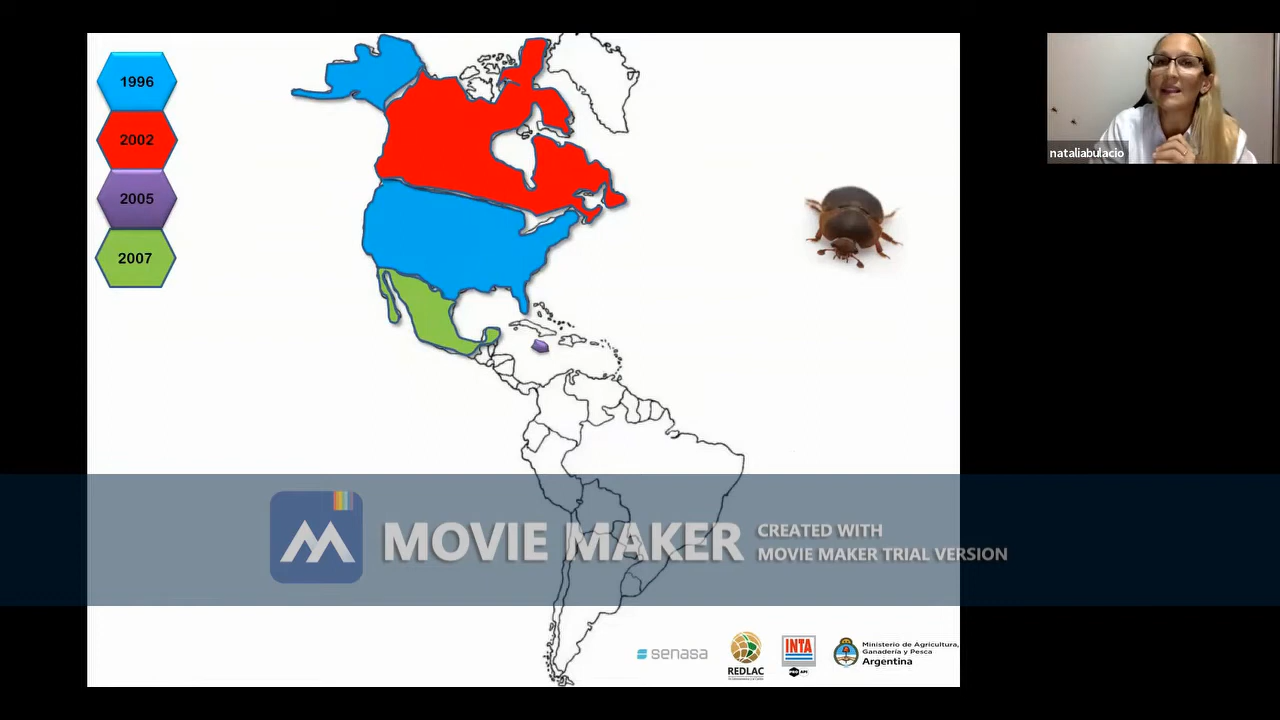 1996
2002
2005
2007
nataliabulacio
MOVIE MAKER
CREATED WITH
MOVIE MAKER TRIAL VERSION
senasa
REDLAC
INTA
Ministerio de Agricultura,
Ganadería y Pesca
Argentina